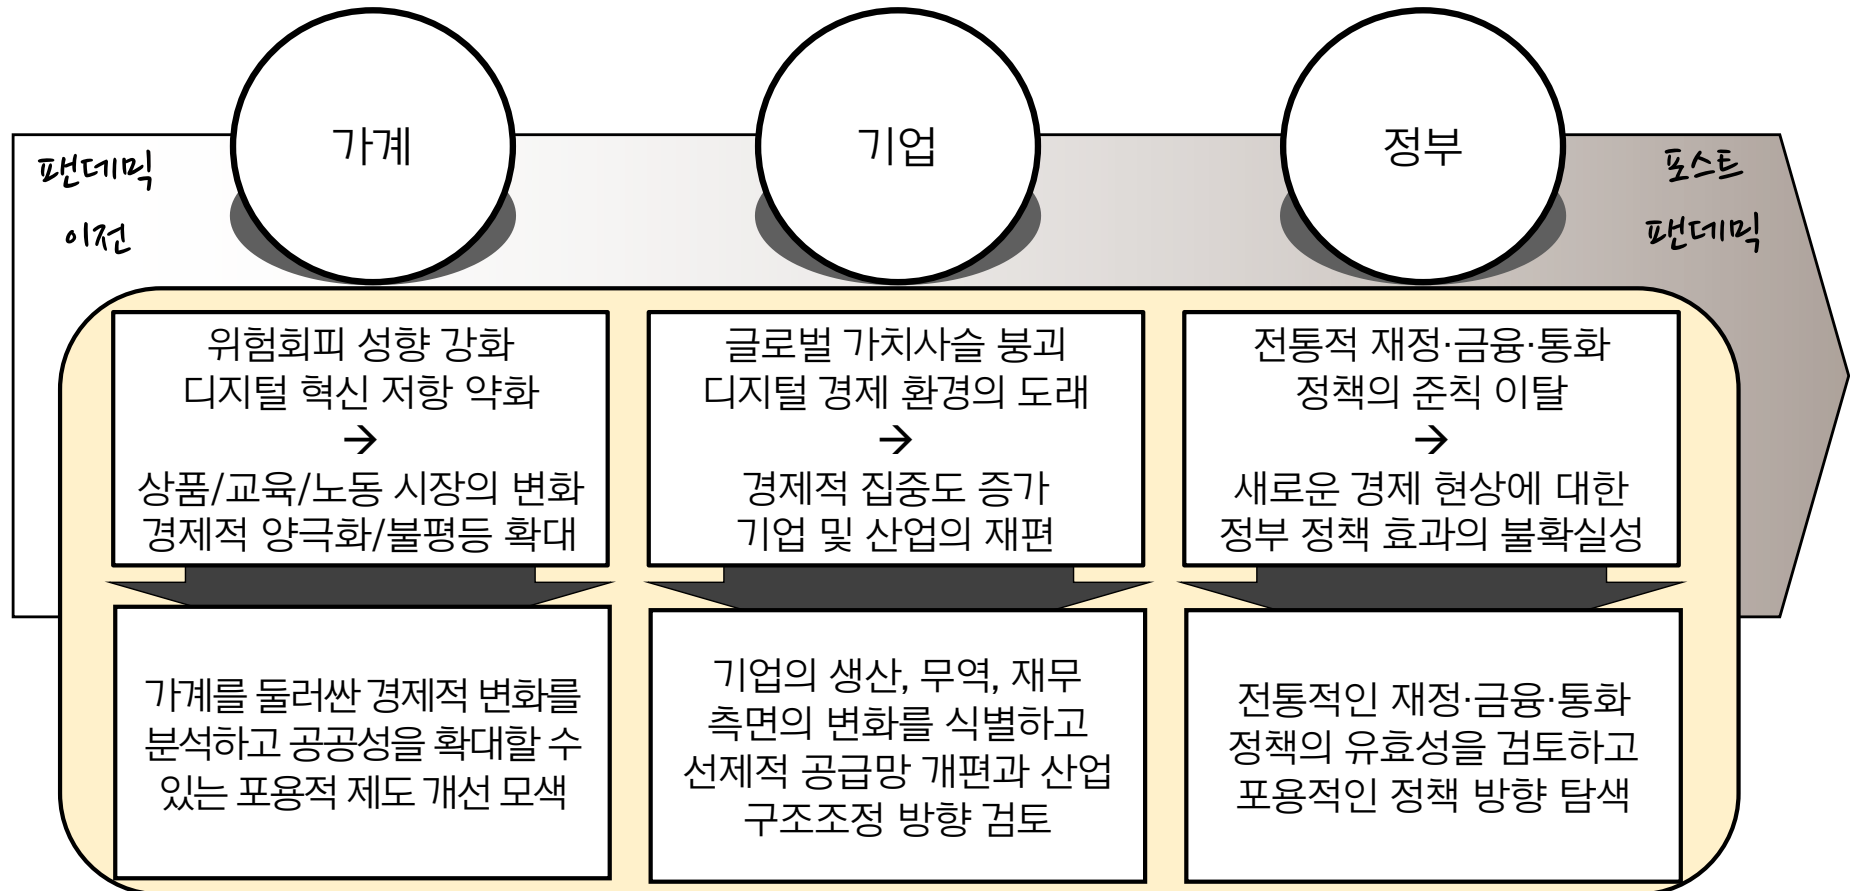 가계
기업
정부
팬데믹
이전
포스트
팬데믹
위험회피 성향 강화
디지털 혁신 저항 약화
→
상품/교육/노동 시장의 변화
경제적 양극화/불평등 확대
글로벌 가치사슬 붕괴
디지털 경제 환경의 도래
→
경제적 집중도 증가
기업 및 산업의 재편
전통적 재정·금융·통화
정책의 준칙 이탈
→
새로운 경제 현상에 대한
정부 정책 효과의 불확실성
가계를 둘러싼 경제적 변화를
분석하고 공공성을 확대할 수
있는 포용적 제도 개선 모색
기업의 생산, 무역, 재무
측면의 변화를 식별하고
선제적 공급망 개편과 산업
구조조정 방향 검토
전통적인 재정·금융·통화
정책의 유효성을 검토하고
포용적인 정책 방향 탐색